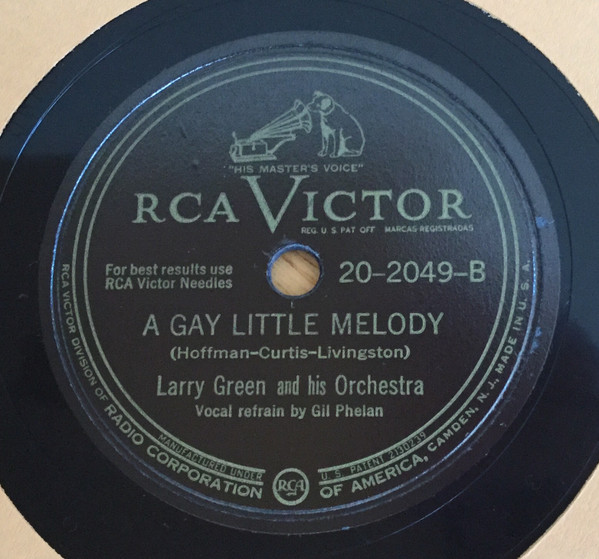 "HIS MASTER'S VOICE"
RCA VICTOR
REG. U. S. PAT. OFF. MARCAS REGISTRADAS
For best results use
RCA Victor Needles
20-2049-B
A GAY LITTLE MELODY
(Hoffman-Curtis-Livingston)
Larry Green and his Orchestra
Vocal refrain by Gil Phelan
MANUFACTURED UNDER U. S. PATENT 2130239
RCA VICTOR DIVISION OF RADIO CORPORATION OF AMERICA, CAMDEN, N. J., MADE IN U. S. A.
RCA